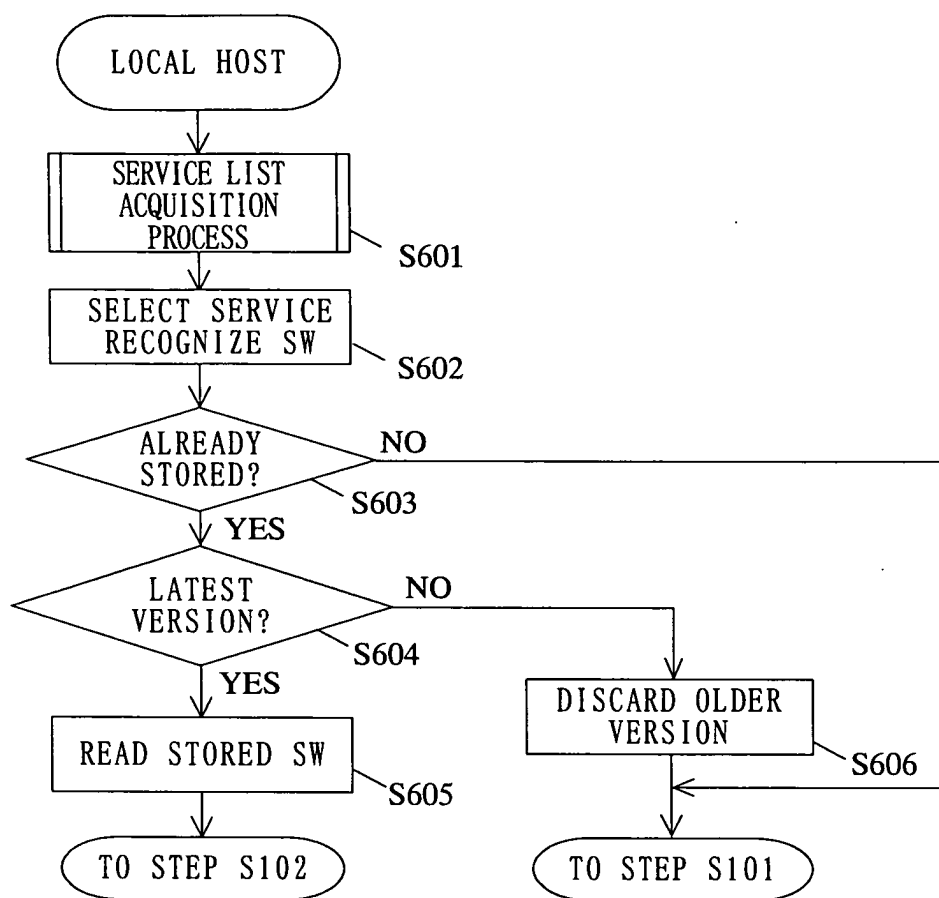 LOCAL HOST
SERVICE LIST
ACQUISITION
PROCESS
S601
SELECT SERVICE
RECOGNIZE SW
S602
ALREADY
STORED?
NO
S603
YES
LATEST
VERSION?
NO
S604
YES
READ STORED SW
S605
DISCARD OLDER
VERSION
S606
TO STEP S102
TO STEP S101